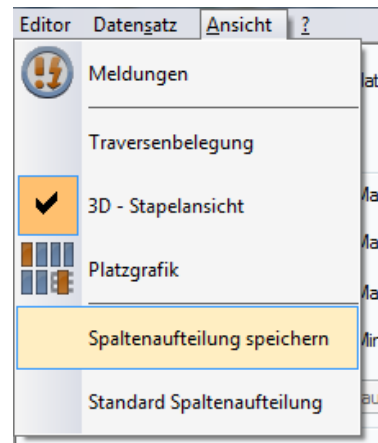 Editor Datensatz Ansicht ?
Meldungen
Traversenbelegung
3D - Stapelansicht
Platzgrafik
Spaltenaufteilung speichern
Standard Spaltenaufteilung